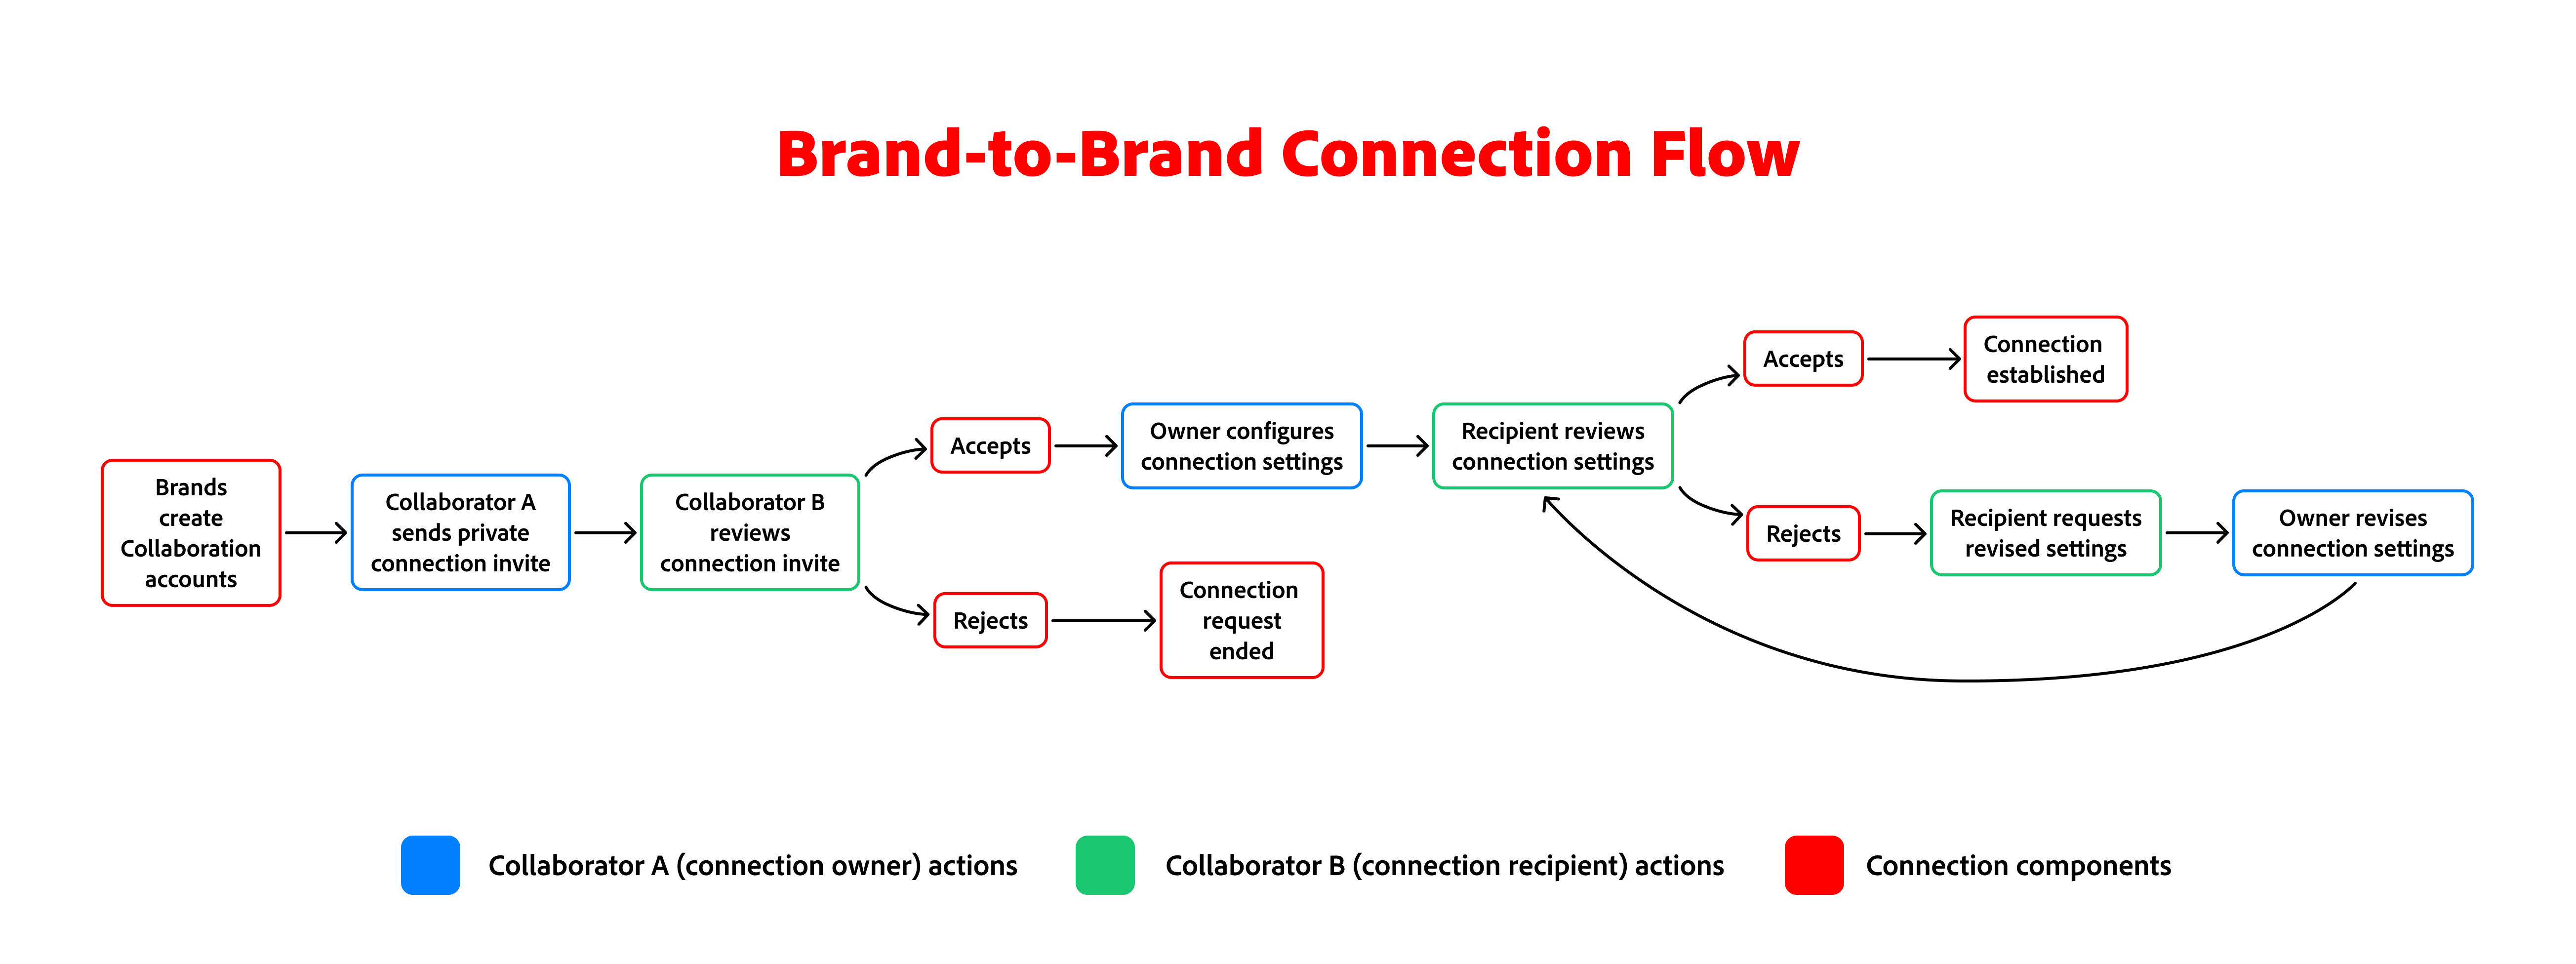 Brand-to-Brand Connection Flow
Brands
create
Collaboration
accounts
Collaborator A
sends private
connection invite
Collaborator B
reviews
connection invite
Accepts
Owner configures
connection settings
Rejects
Connection
request
ended
Recipient reviews
connection settings
Accepts
Connection
established
Rejects
Recipient requests
revised settings
Owner revises
connection settings
Collaborator A (connection owner) actions
Collaborator B (connection recipient) actions
Connection components